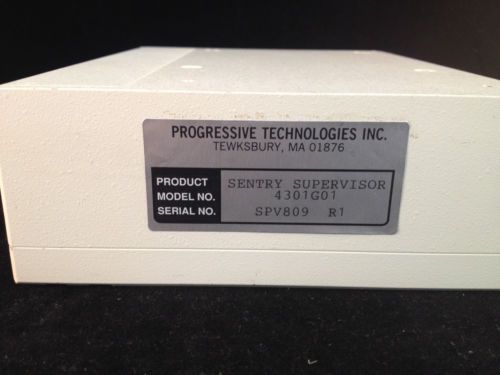 PROGRESSIVE TECHNOLOGIES INC.
TEWKSBURY, MA 01876
PRODUCT SENTRY SUPERVISOR
MODEL NO. 4301G01
SERIAL NO. SPV809 R1